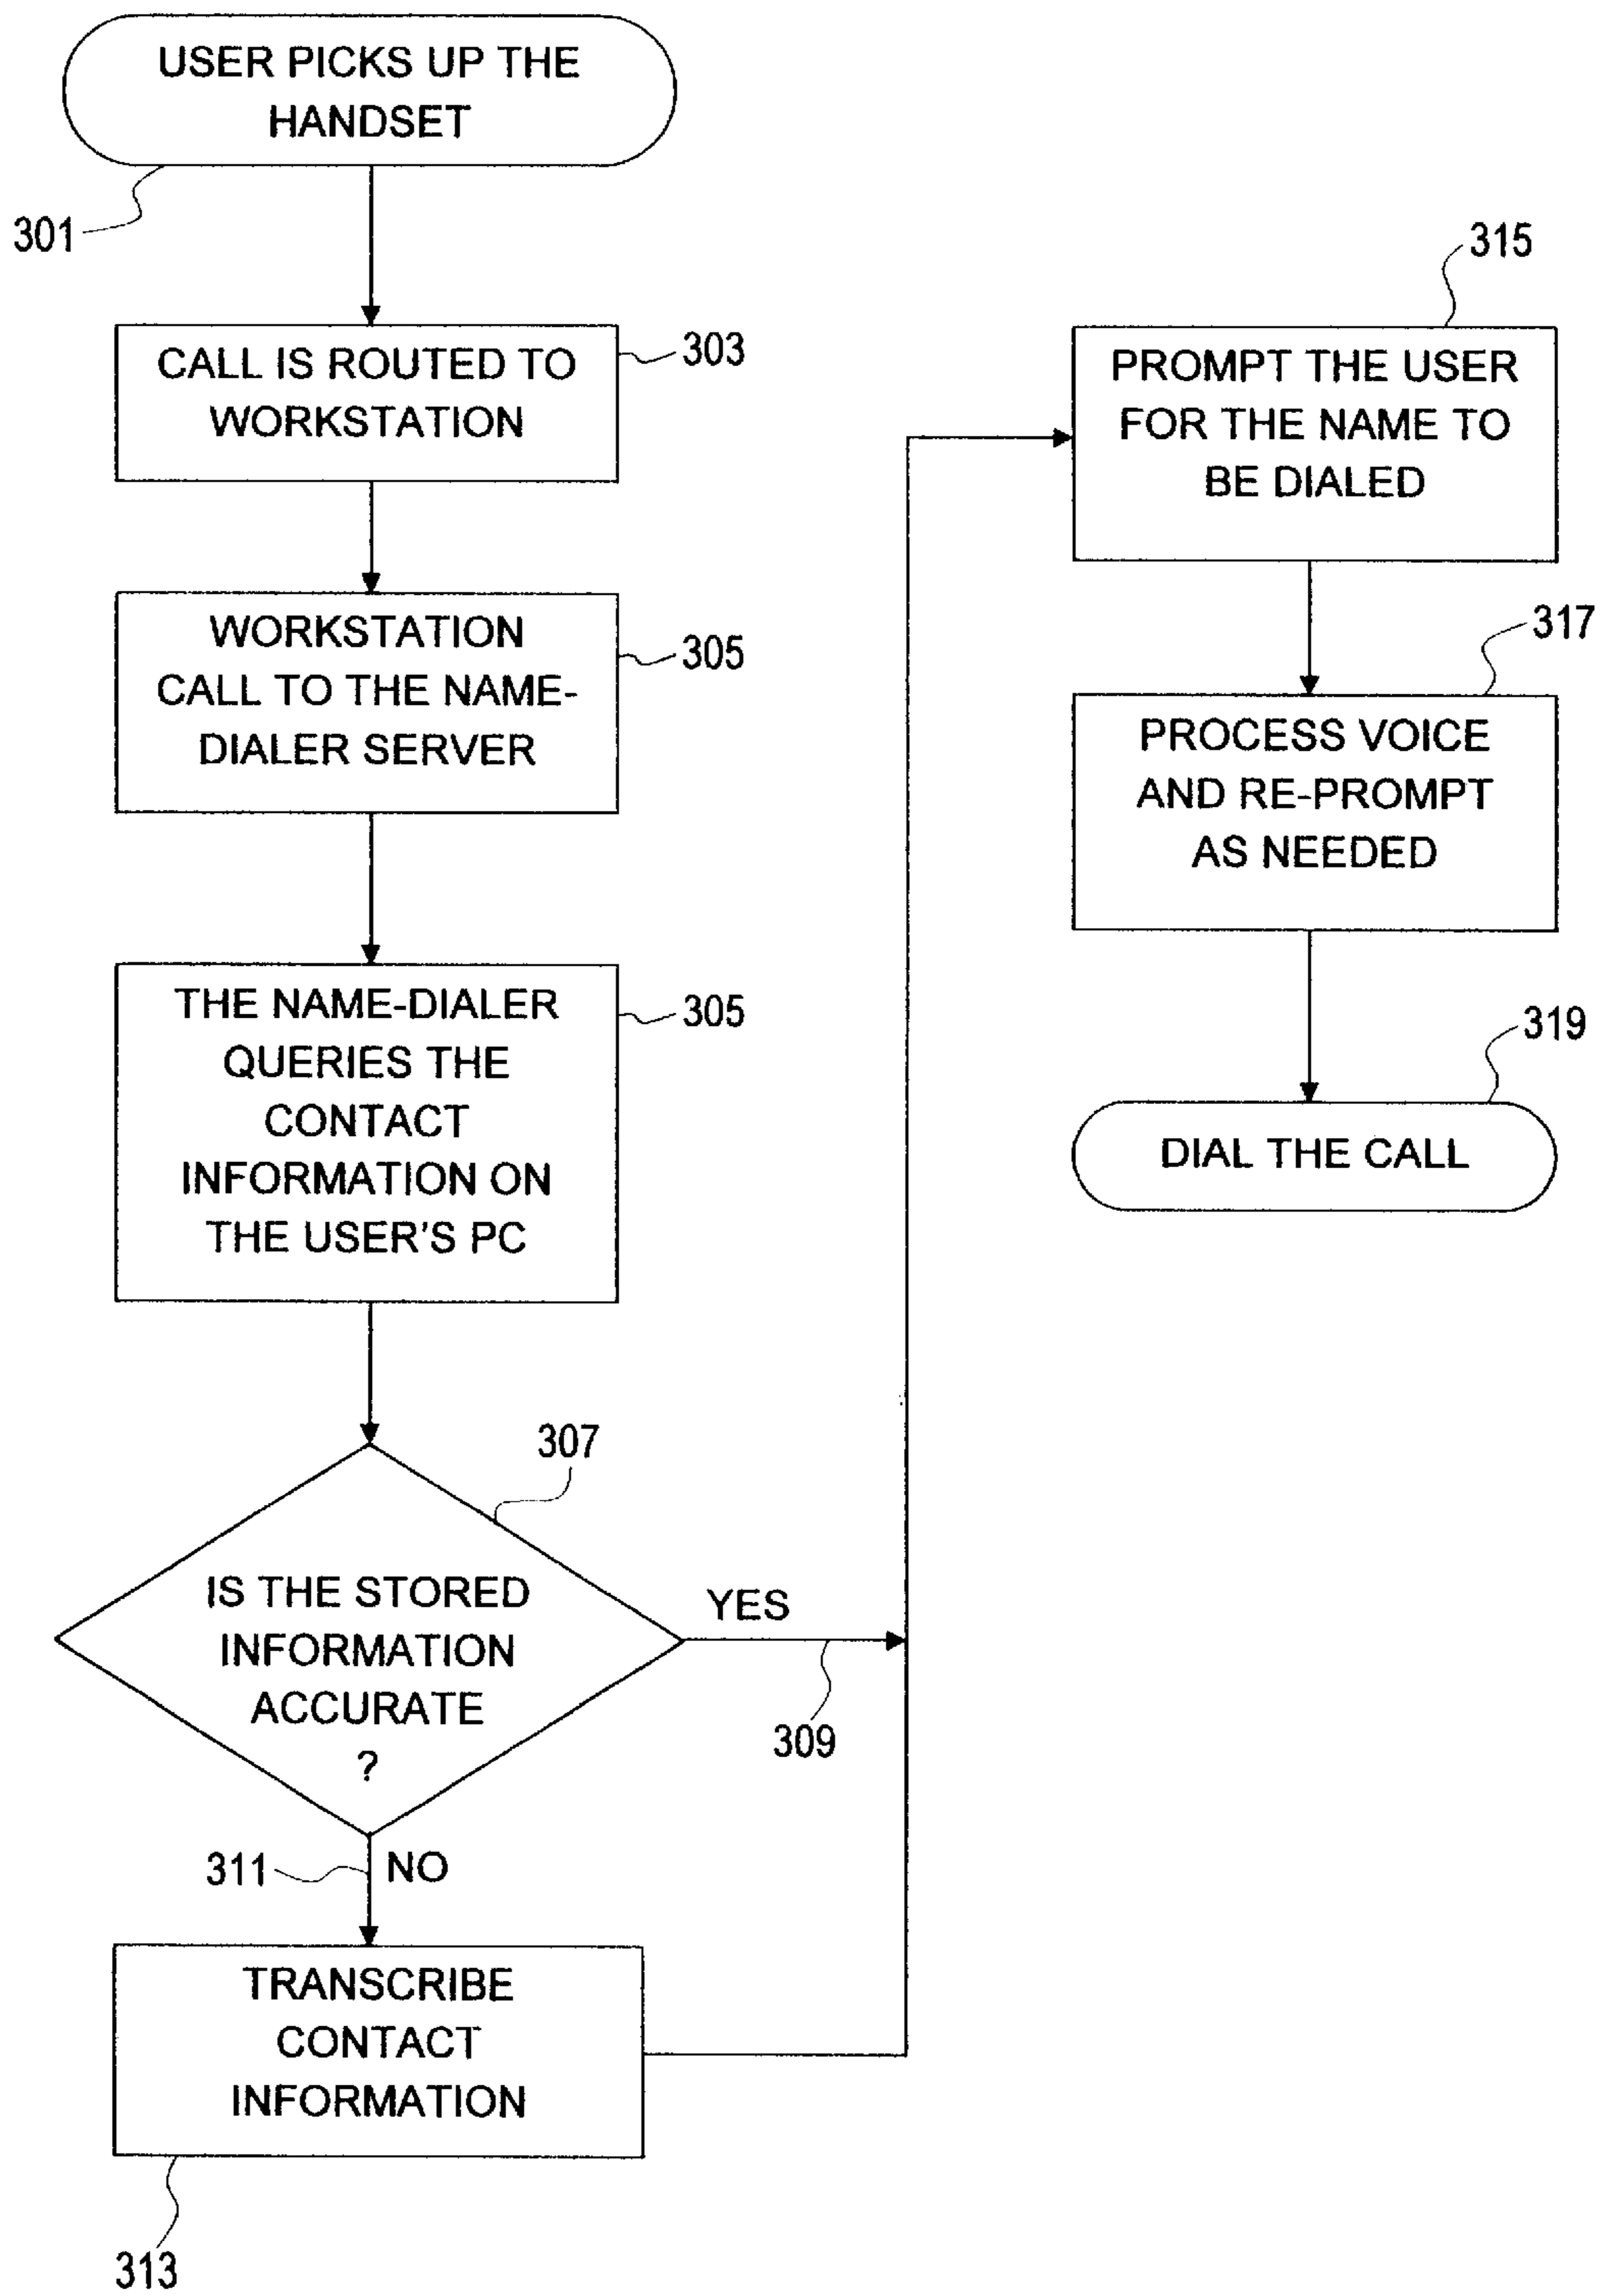 USER PICKS UP THE
HANDSET
301
CALL IS ROUTED TO
WORKSTATION
303
WORKSTATION
CALL TO THE NAME-
DIALER SERVER
305
THE NAME-DIALER
QUERIES THE
CONTACT
INFORMATION ON
THE USER'S PC
305
307
IS THE STORED
INFORMATION
ACCURATE
?
YES
309
311
NO
TRANSCRIBE
CONTACT
INFORMATION
313
315
PROMPT THE USER
FOR THE NAME TO
BE DIALED
317
PROCESS VOICE
AND RE-PROMPT
AS NEEDED
319
DIAL THE CALL